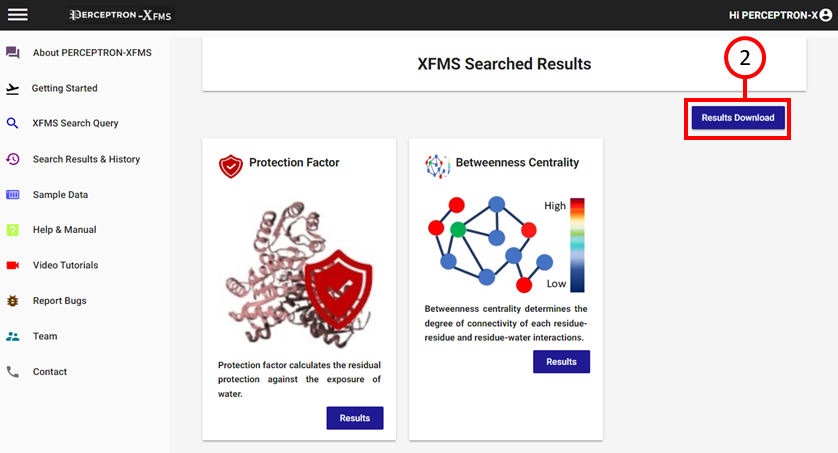 PERCEPTRON-XFMS
Hi PERCEPTRON-X
2
About PERCEPTRON-XFMS
Getting Started
XFMS Search Query
Search Results & History
Sample Data
Help & Manual
Video Tutorials
Report Bugs
Team
Contact
XFMS Searched Results
Results Download
Protection Factor
Protection factor calculates the residual
protection against the exposure of
water.
Results
Betweenness Centrality
High
Low
Betweenness centrality determines the
degree of connectivity of each residue-
residue and residue-water interactions.
Results